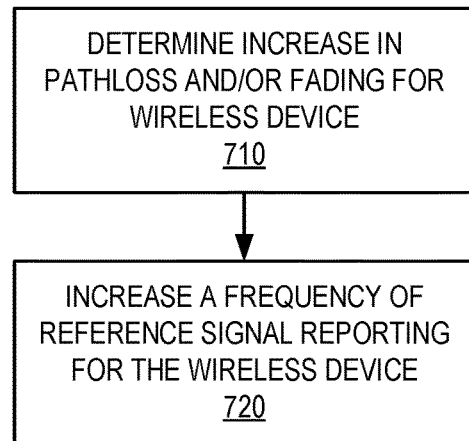 DETERMINE INCREASE IN
PATHLOSS AND/OR FADING FOR
WIRELESS DEVICE
710
INCREASE A FREQUENCY OF
REFERENCE SIGNAL REPORTING
FOR THE WIRELESS DEVICE
720